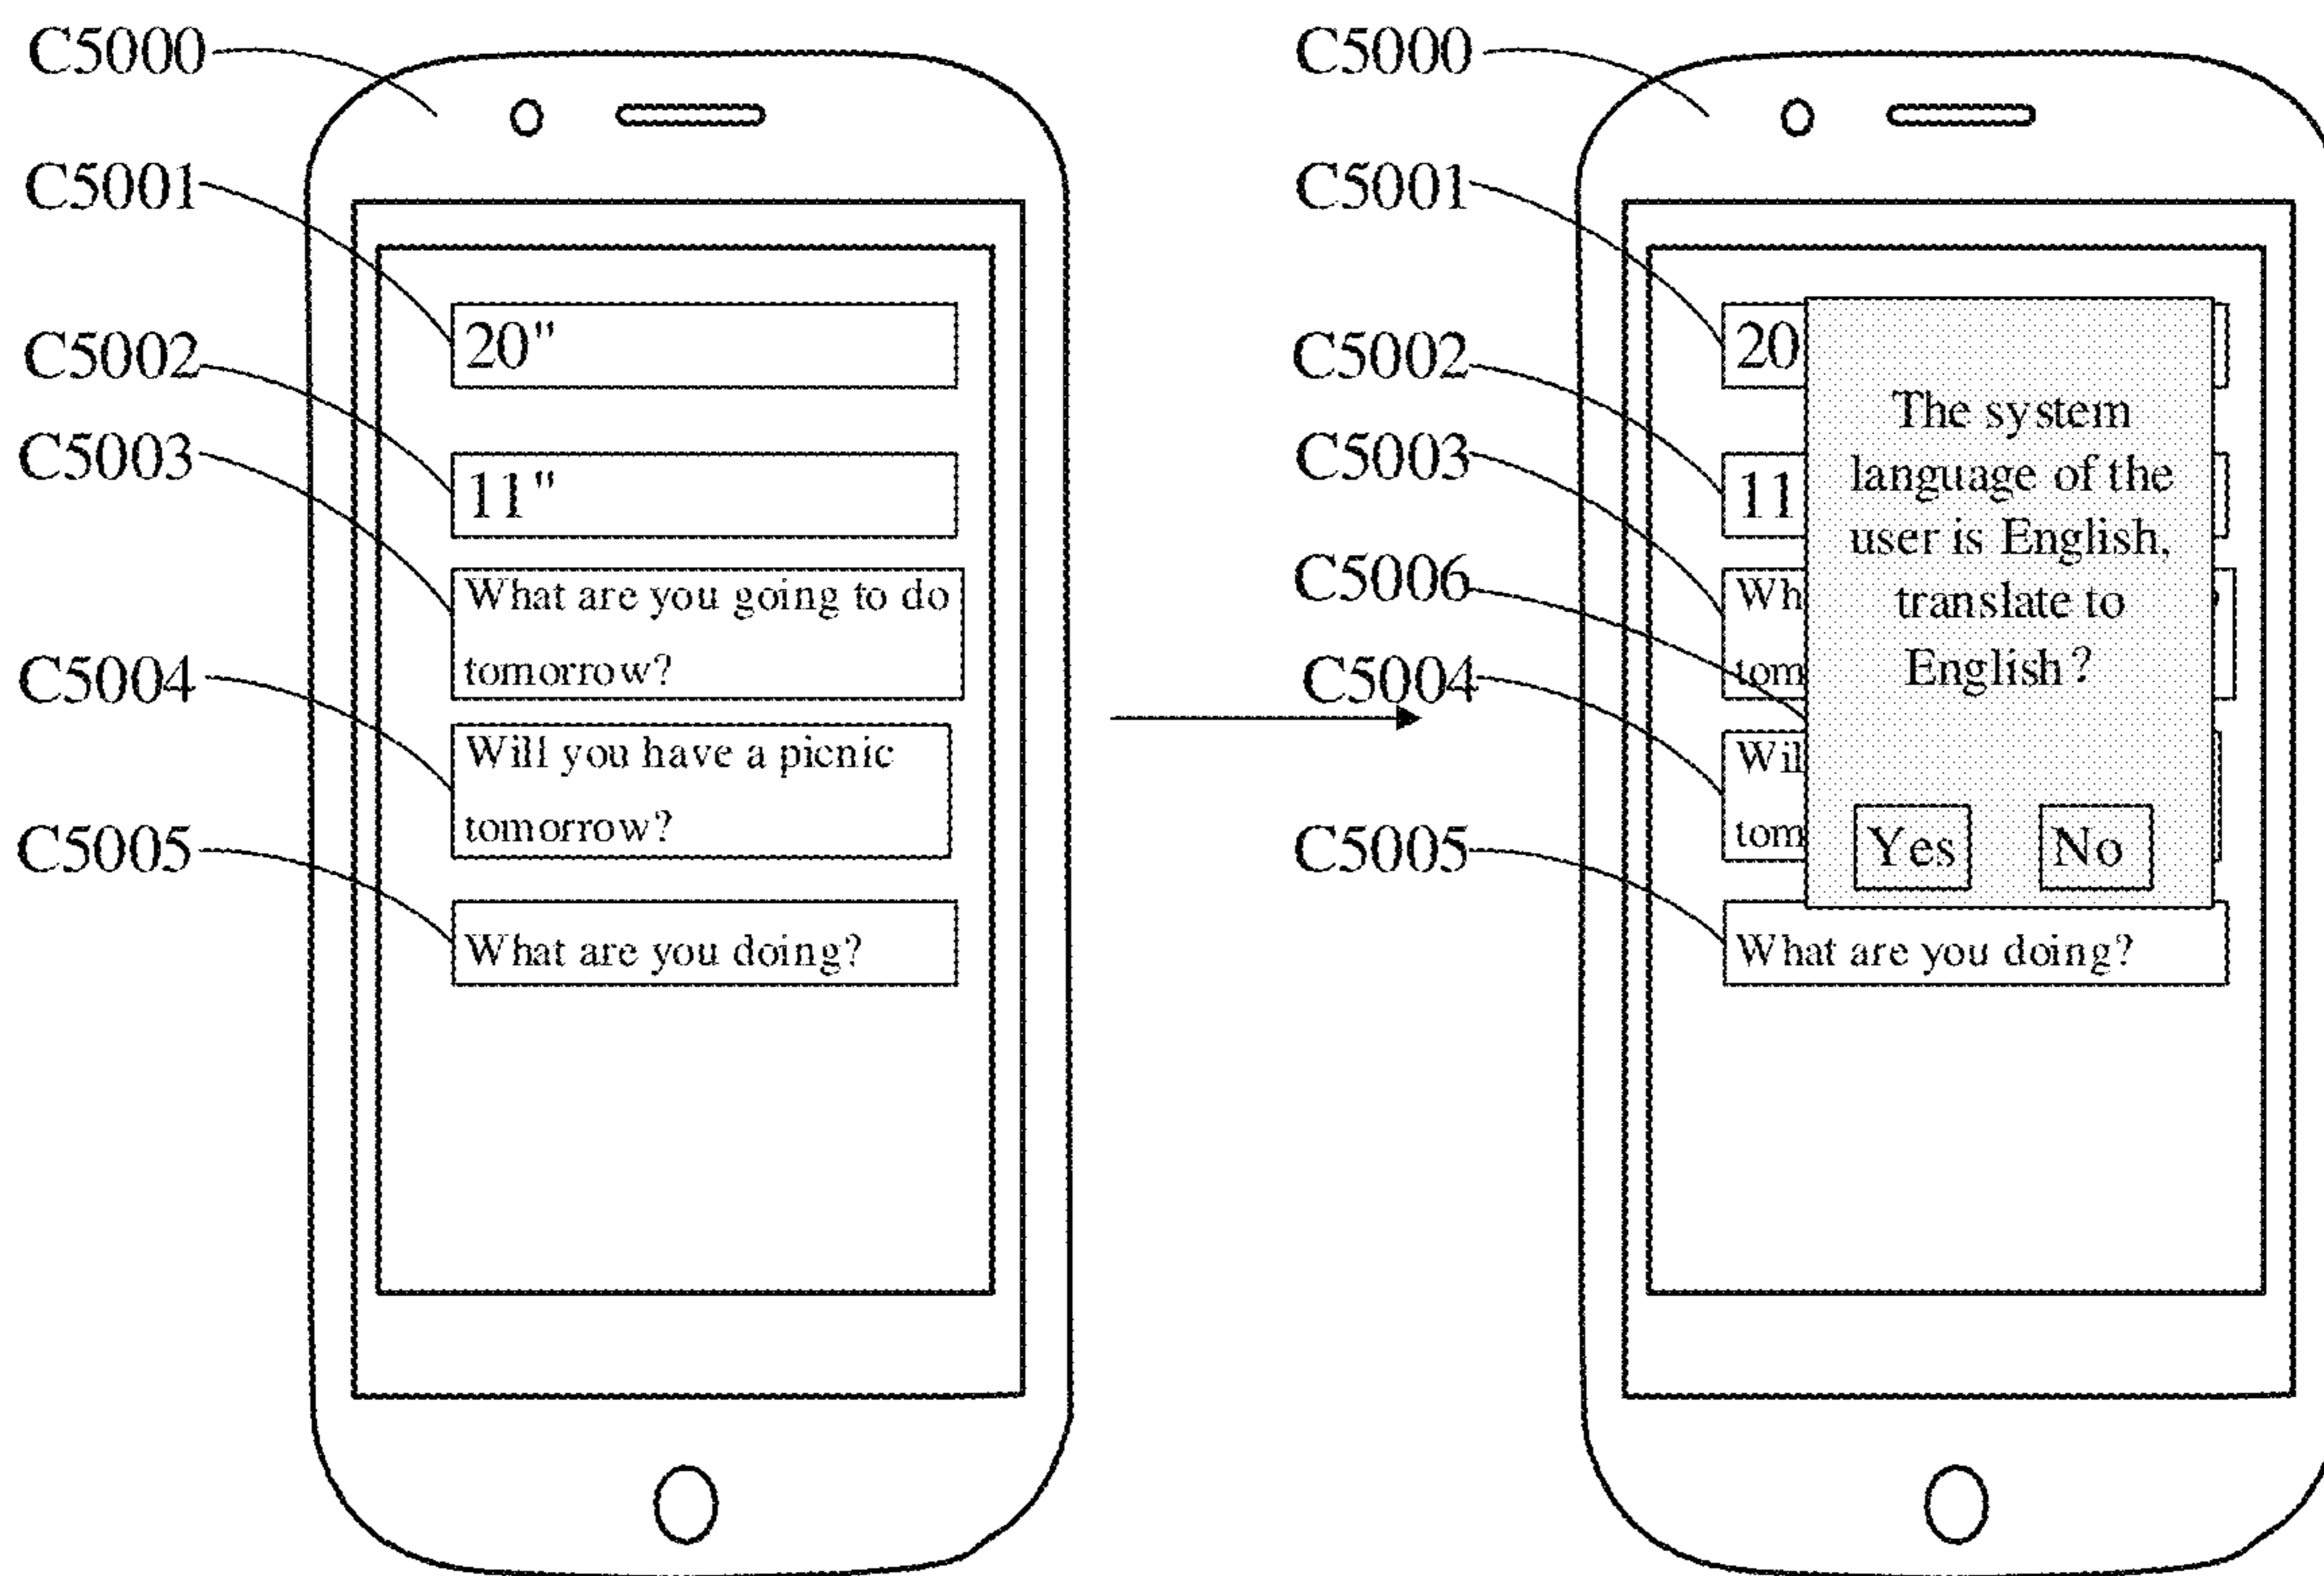 C5000
C5001
C5002
C5003
C5004
C5005
20"
11"
What are you going to do
tomorrow?
Will you have a picnic
tomorrow?
What are you doing?
C5000
C5001
C5002
C5003
C5006
C5004
C5005
20
11
Wh
tom
Wil
tom
What are you doing?
The system
language of the
user is English,
translate to
English?
Yes
No